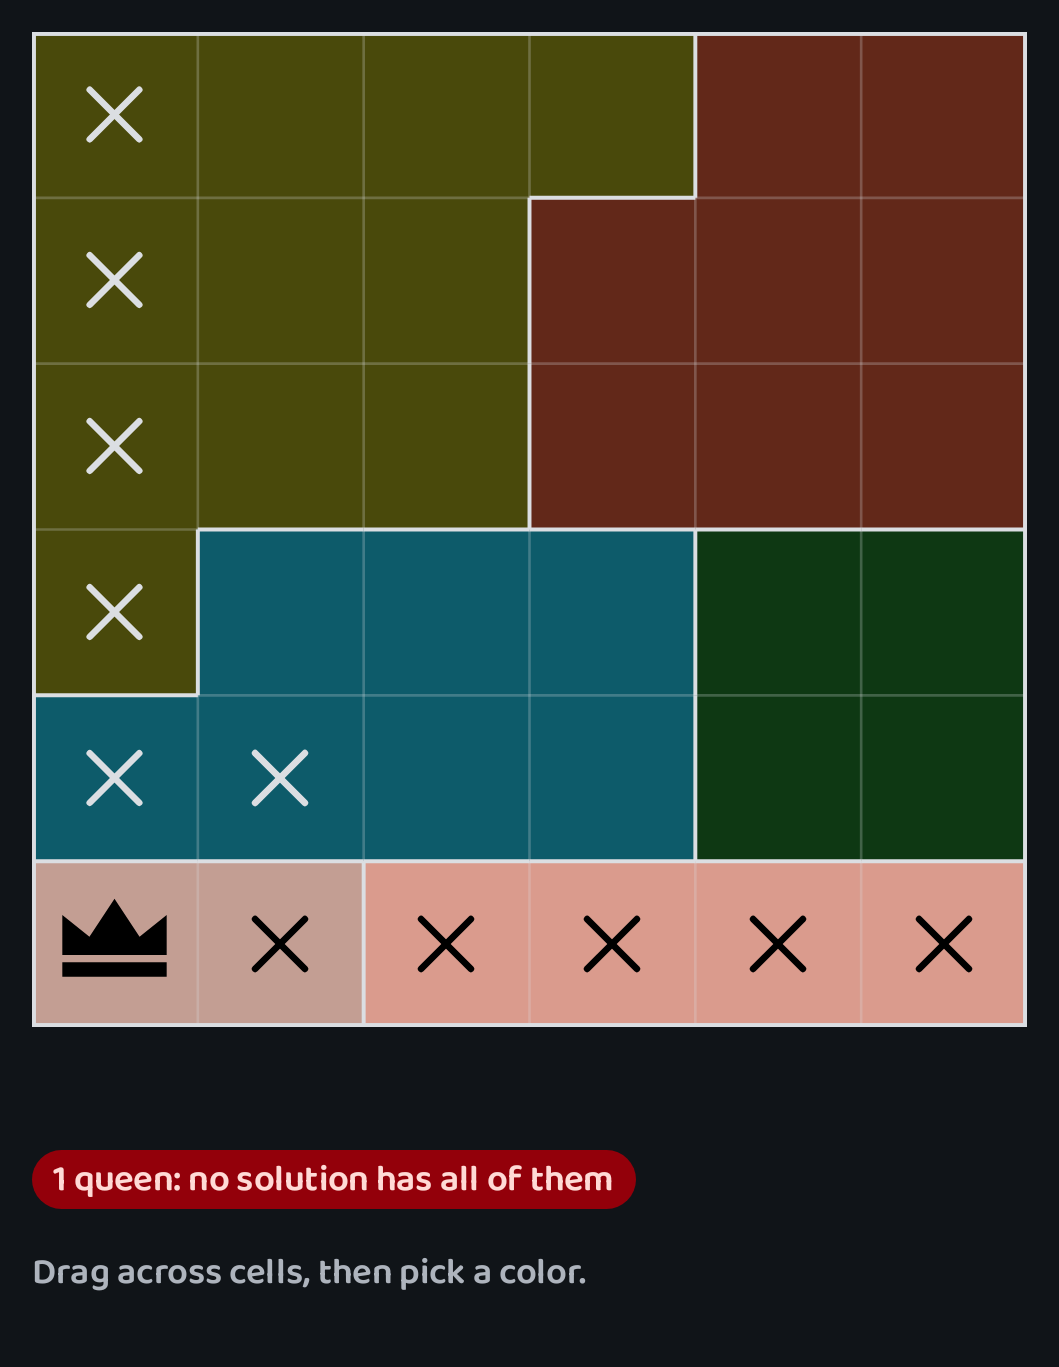 1 queen: no solution has all of them
Drag across cells, then pick a color.